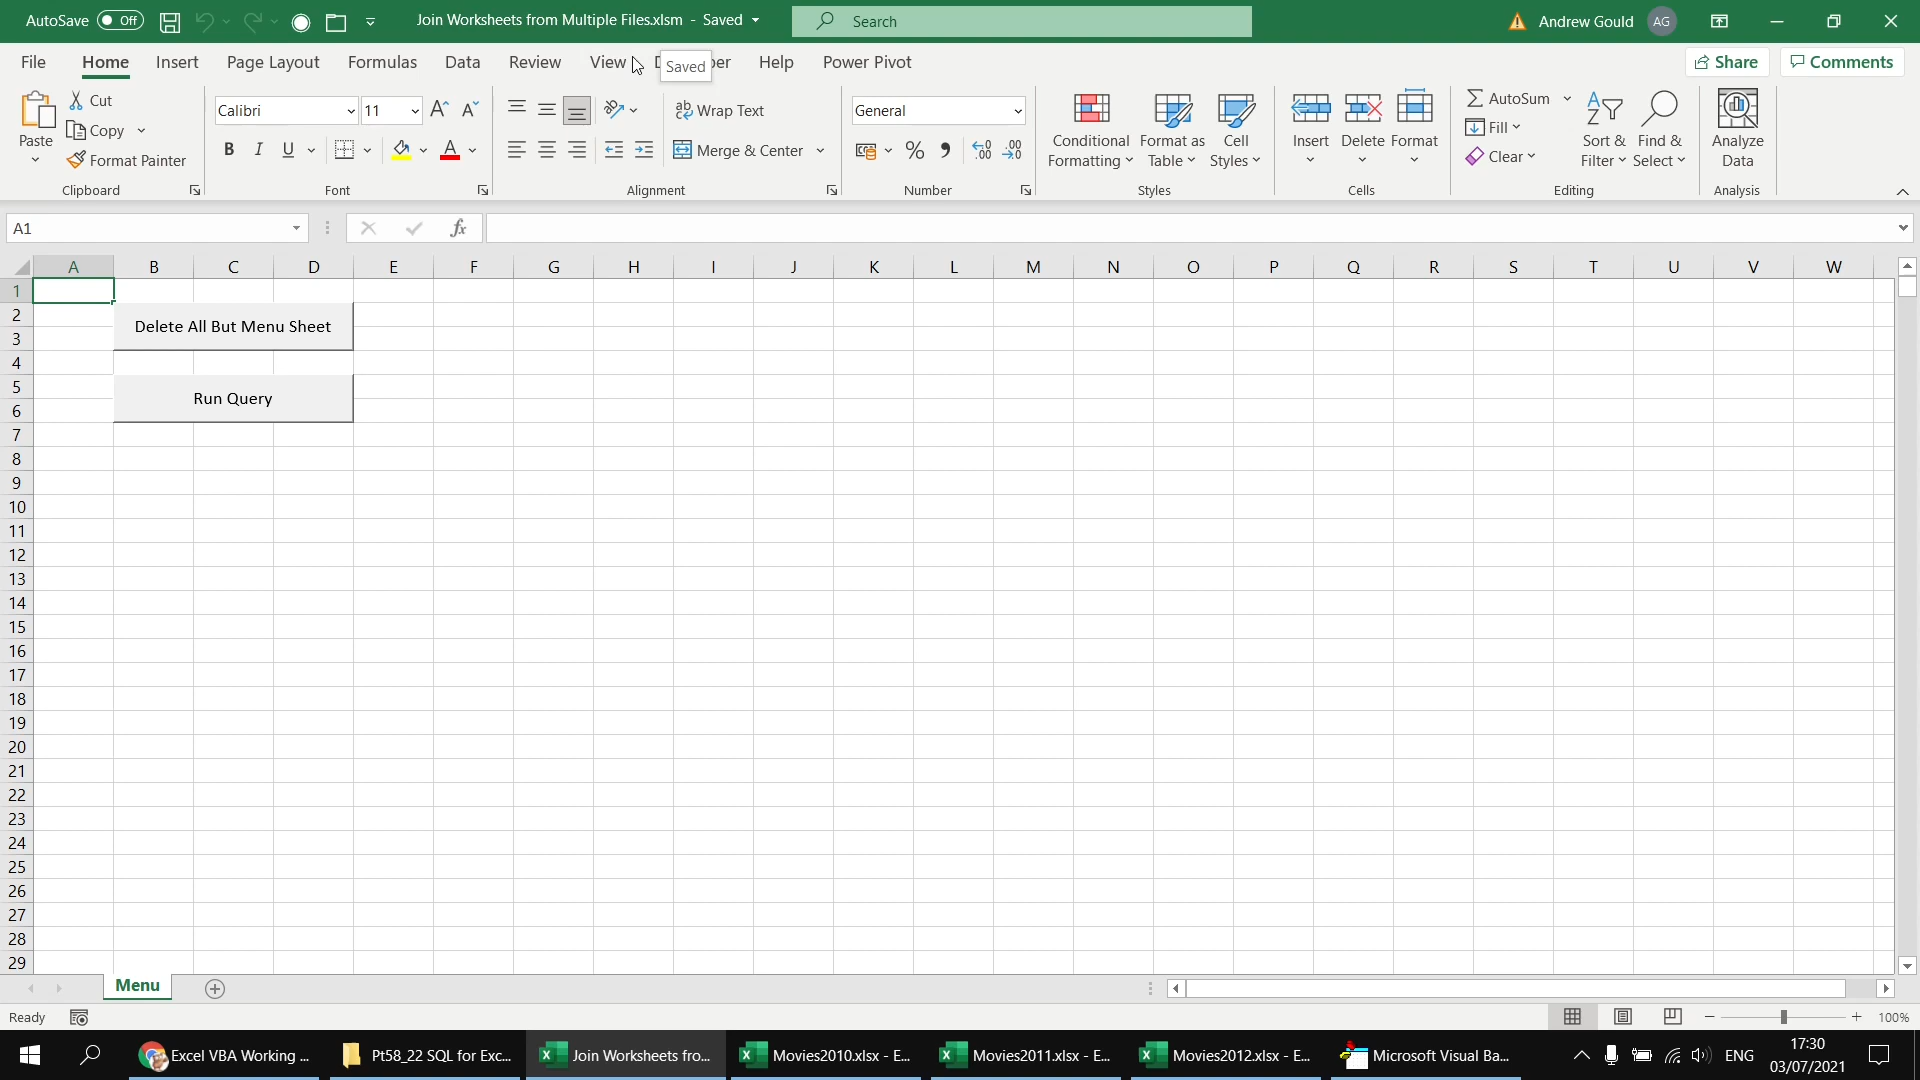 AutoSave Off Join Worksheets from Multiple Files.xlsm - Saved Search Andrew Gould AG
File Home Insert Page Layout Formulas Data Review View Saved Help Power Pivot Share Comments
Cut
Copy
Format Painter
Paste
Clipboard
Calibri 11
B I U A
Font
Wrap Text
Merge & Center
Alignment
General
Number
Conditional Formatting
Format as Table
Cell Styles
Styles
Insert Delete Format
Cells
AutoSum
Fill
Clear
Sort & Filter
Find & Select
Editing
Analyze Data
Analysis
A1 fx
A B C D E F G H I J K L M N O P Q R S T U V W
1
2
Delete All But Menu Sheet
3
4
5
Run Query
6
7
8
9
10
11
12
13
14
15
16
17
18
19
20
21
22
23
24
25
26
27
28
29
Menu
Ready 100%
Excel VBA Working ... Pt58_22 SQL for Exc... Join Worksheets fro... Movies2010.xlsx - E... Movies2011.xlsx - E... Movies2012.xlsx - E... Microsoft Visual Ba... ENG 17:30
03/07/2021